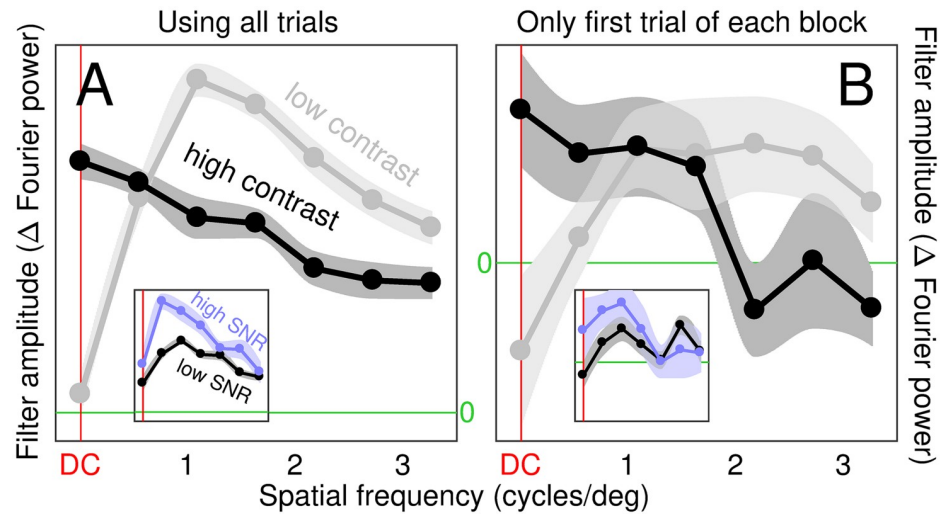 Using all trials
Only first trial of each block
A
B
low contrast
high contrast
high SNR
low SNR
0
0
Filter amplitude (Δ Fourier power)
Filter amplitude (Δ Fourier power)
DC 1 2 3
DC 1 2 3
Spatial frequency (cycles/deg)